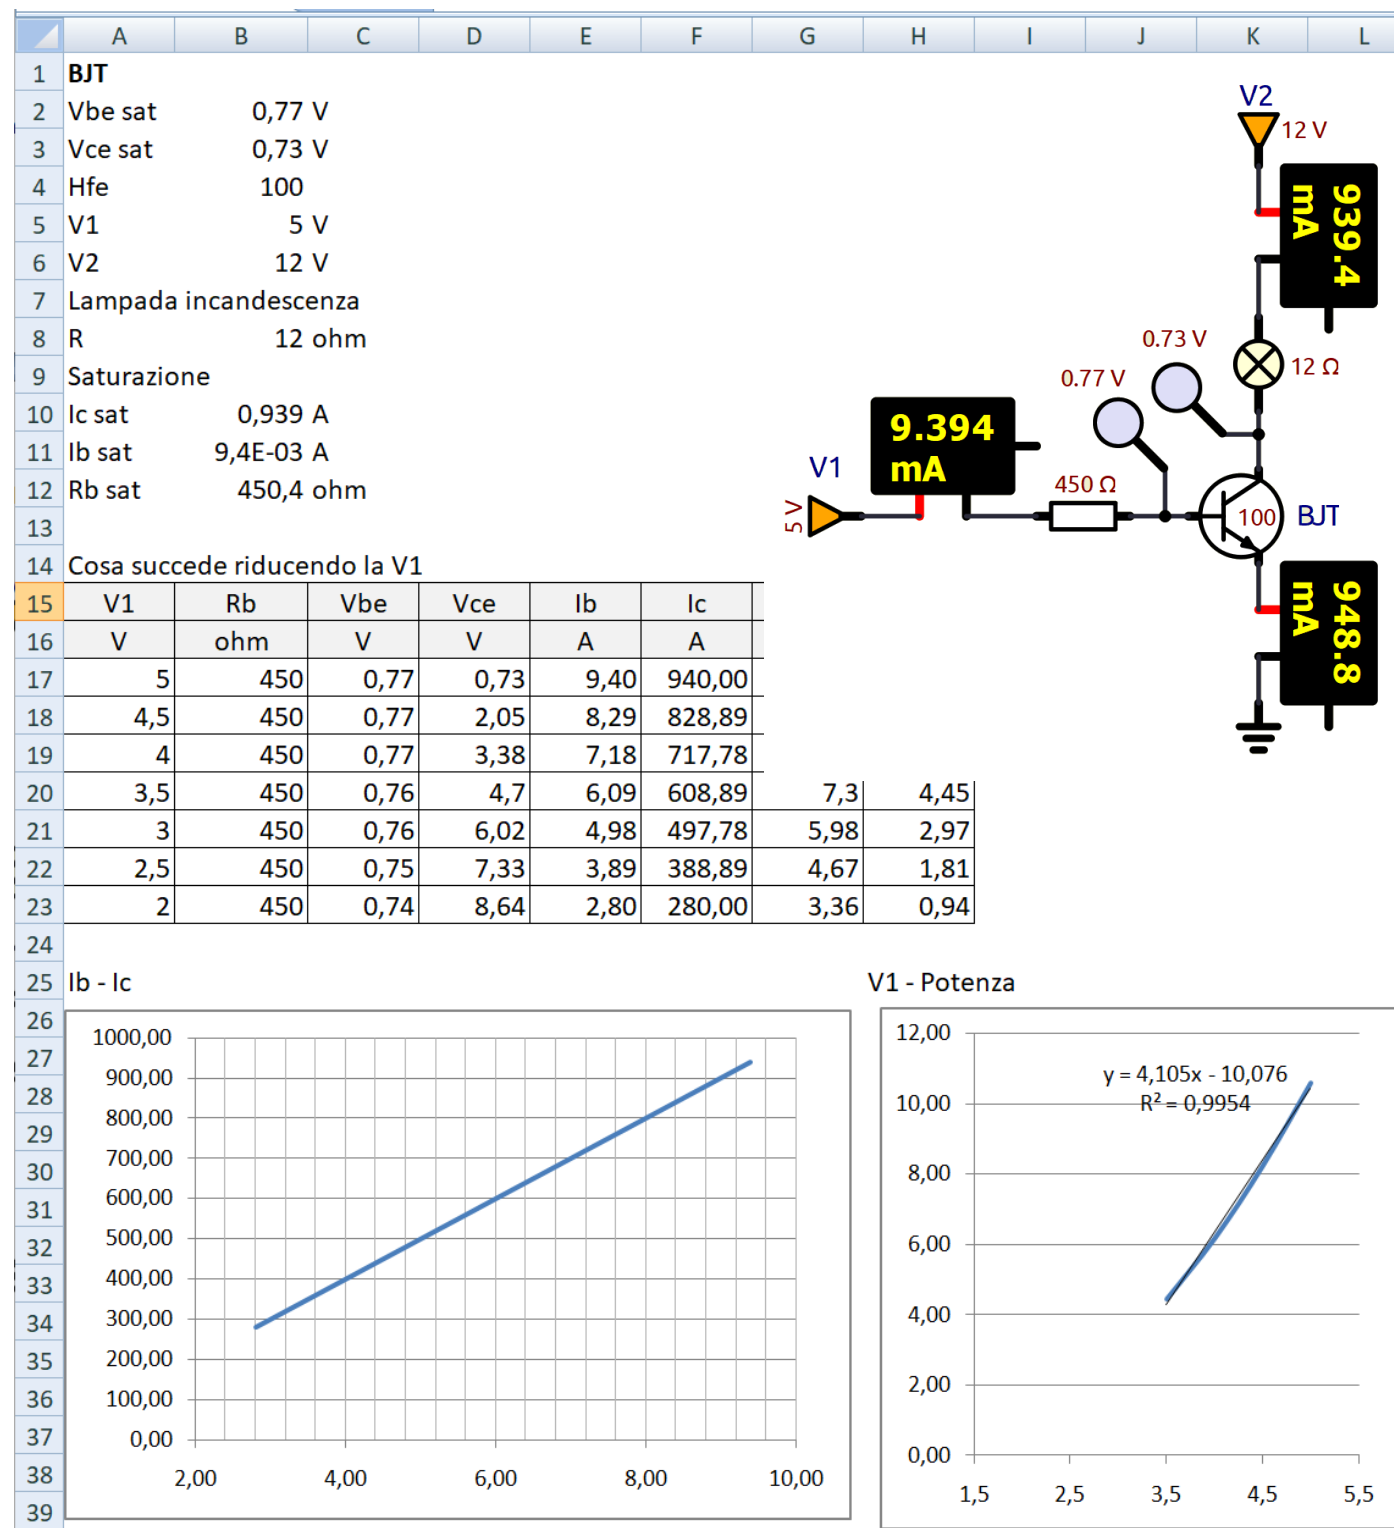 A B C D E F G H I J K L
1 BJT
2 Vbe sat 0,77 V
3 Vce sat 0,73 V
4 Hfe 100
5 V1 5 V
6 V2 12 V
7 Lampada incandescenza
8 R 12 ohm
9 Saturazione
10 Ic sat 0,939 A
11 Ib sat 9,4E-03 A
12 Rb sat 450,4 ohm
13
14 Cosa succede riducendo la V1
15 V1 Rb Vbe Vce Ib Ic
16 V ohm V V A A
17 5 450 0,77 0,73 9,40 940,00
18 4,5 450 0,77 2,05 8,29 828,89
19 4 450 0,77 3,38 7,18 717,78
20 3,5 450 0,76 4,7 6,09 608,89 7,3 4,45
21 3 450 0,76 6,02 4,98 497,78 5,98 2,97
22 2,5 450 0,75 7,33 3,89 388,89 4,67 1,81
23 2 450 0,74 8,64 2,80 280,00 3,36 0,94
24
25 Ib - Ic V1 - Potenza
26
27
28
29
30
31
32
33
34
35
36
37
38
39
V2
12 V
939.4
mA
0.73 V
12 Ω
0.77 V
9.394
mA
V1
5 V
450 Ω
100
BJT
948.8
mA
1000,00
900,00
800,00
700,00
600,00
500,00
400,00
300,00
200,00
100,00
0,00
2,00 4,00 6,00 8,00 10,00
12,00
10,00
8,00
6,00
4,00
2,00
0,00
y = 4,105x - 10,076
R² = 0,9954
1,5 2,5 3,5 4,5 5,5